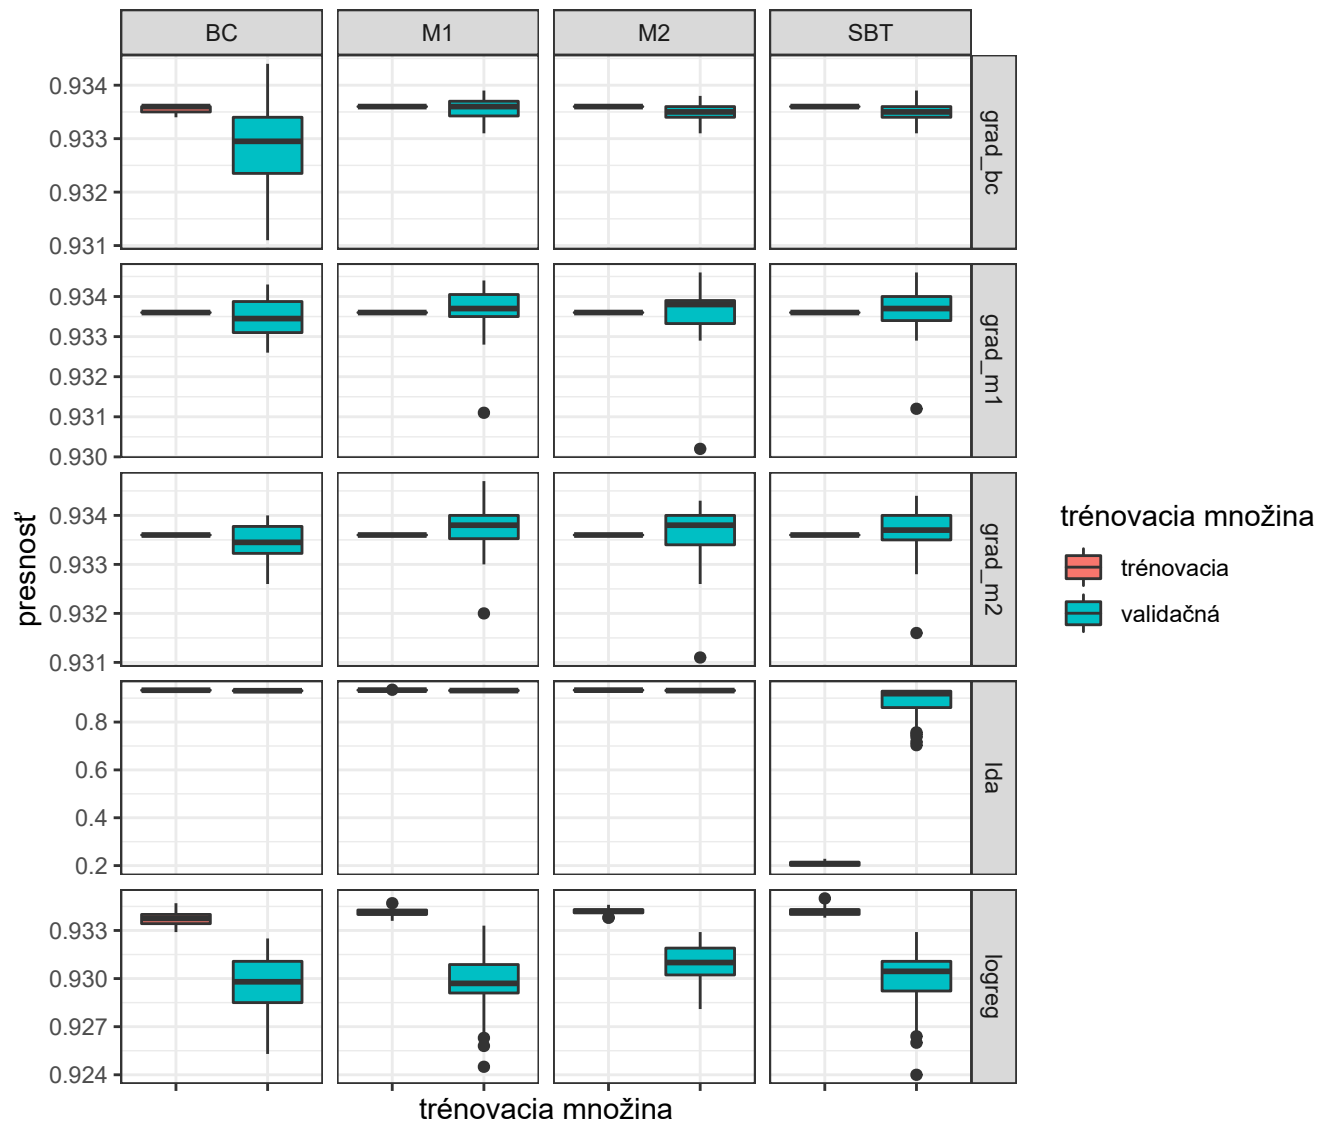 BC
M1
M2
SBT
0.934
0.933
0.932
0.931
grad_bc
0.934
0.933
0.932
0.931
0.930
grad_m1
0.934
0.933
0.932
0.931
grad_m2
0.8
0.6
0.4
0.2
lda
0.933
0.930
0.927
0.924
logreg
presnosť
trénovacia množina
trénovacia množina
trénovacia
validačná